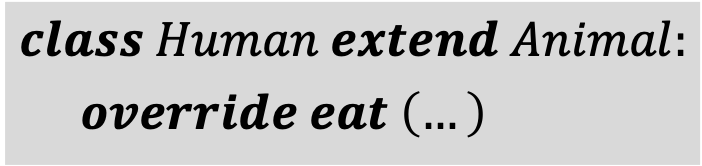 class Human extend Animal:
override eat (... )